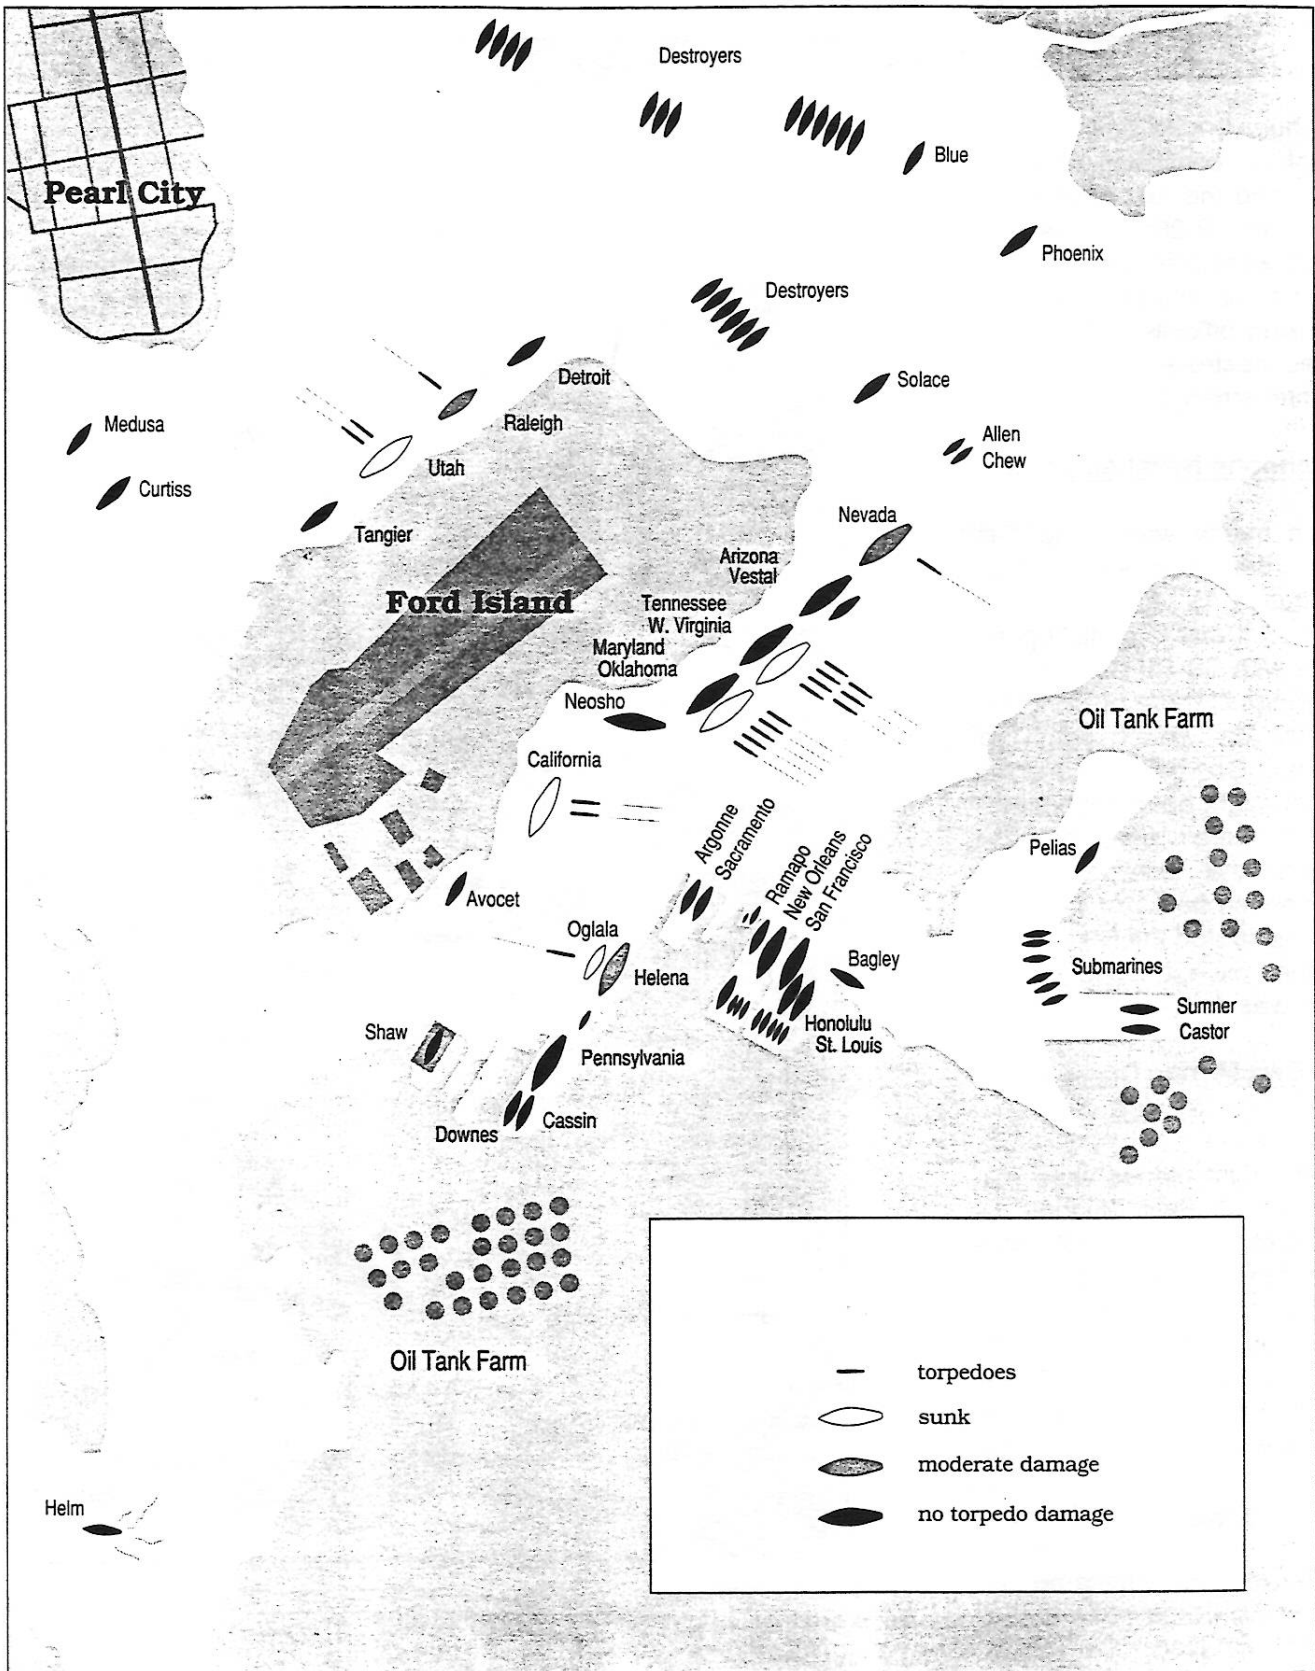 Destroyers
Blue
Pearl City
Phoenix
Destroyers
Detroit
Solace
Raleigh
Medusa
Allen
Chew
Utah
Curtiss
Nevada
Tangier
Arizona
Vestal
Ford Island
Tennessee
W. Virginia
Maryland
Oklahoma
Neosho
Oil Tank Farm
California
Argonne
Sacramento
Ramapo
New Orleans
San Francisco
Pelias
Avocet
Oglala
Helena
Bagley
Submarines
Sumner
Castor
Honolulu
St. Louis
Shaw
Pennsylvania
Cassin
Downes
Oil Tank Farm
torpedoes
sunk
moderate damage
no torpedo damage
Helm